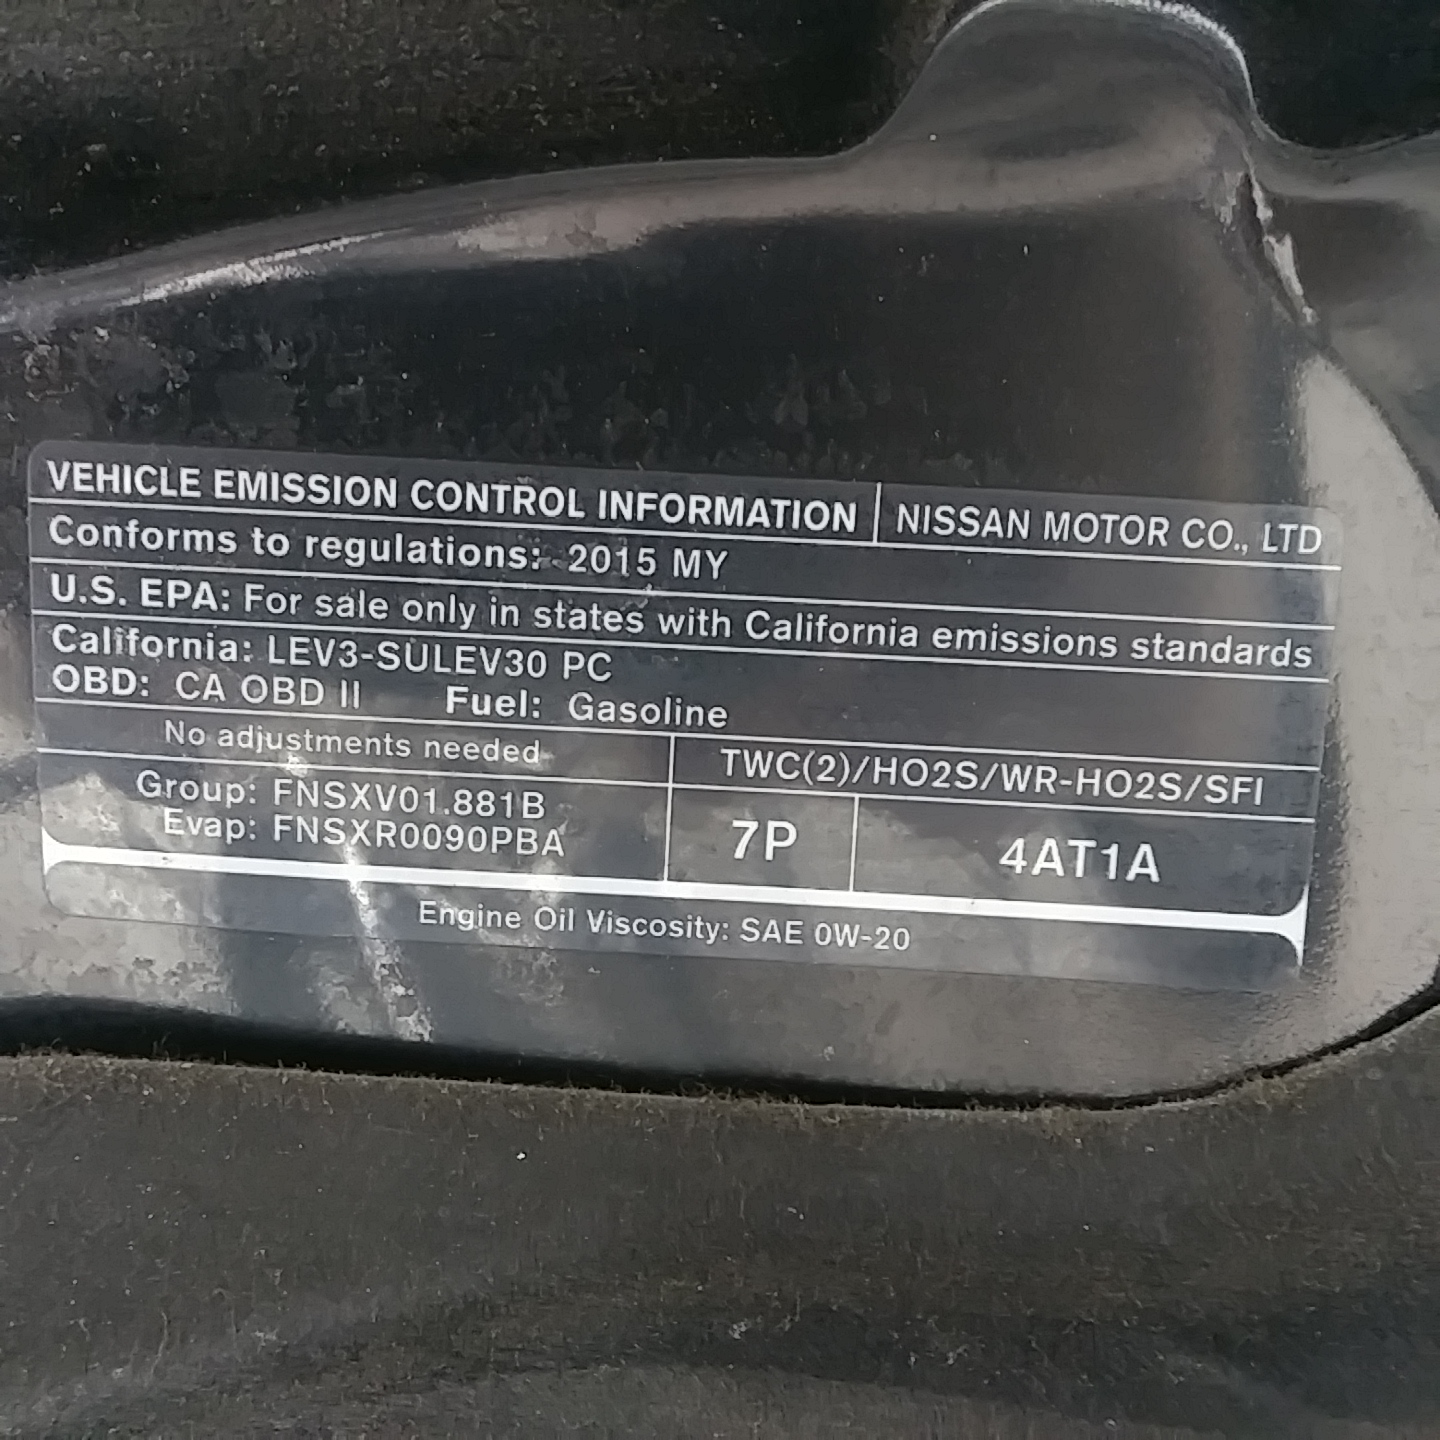 VEHICLE EMISSION CONTROL INFORMATION NISSAN MOTOR CO., LTD
Conforms to regulations: 2015 MY
U.S. EPA: For sale only in states with California emissions standards
California: LEV3-SULEV30 PC
OBD: CA OBD II Fuel: Gasoline
No adjustments needed TWC(2)/HO2S/WR-HO2S/SFI
Group: FNSXV01.881B
Evap: FNSXR0090PBA
7P 4AT1A
Engine Oil Viscosity: SAE 0W-20